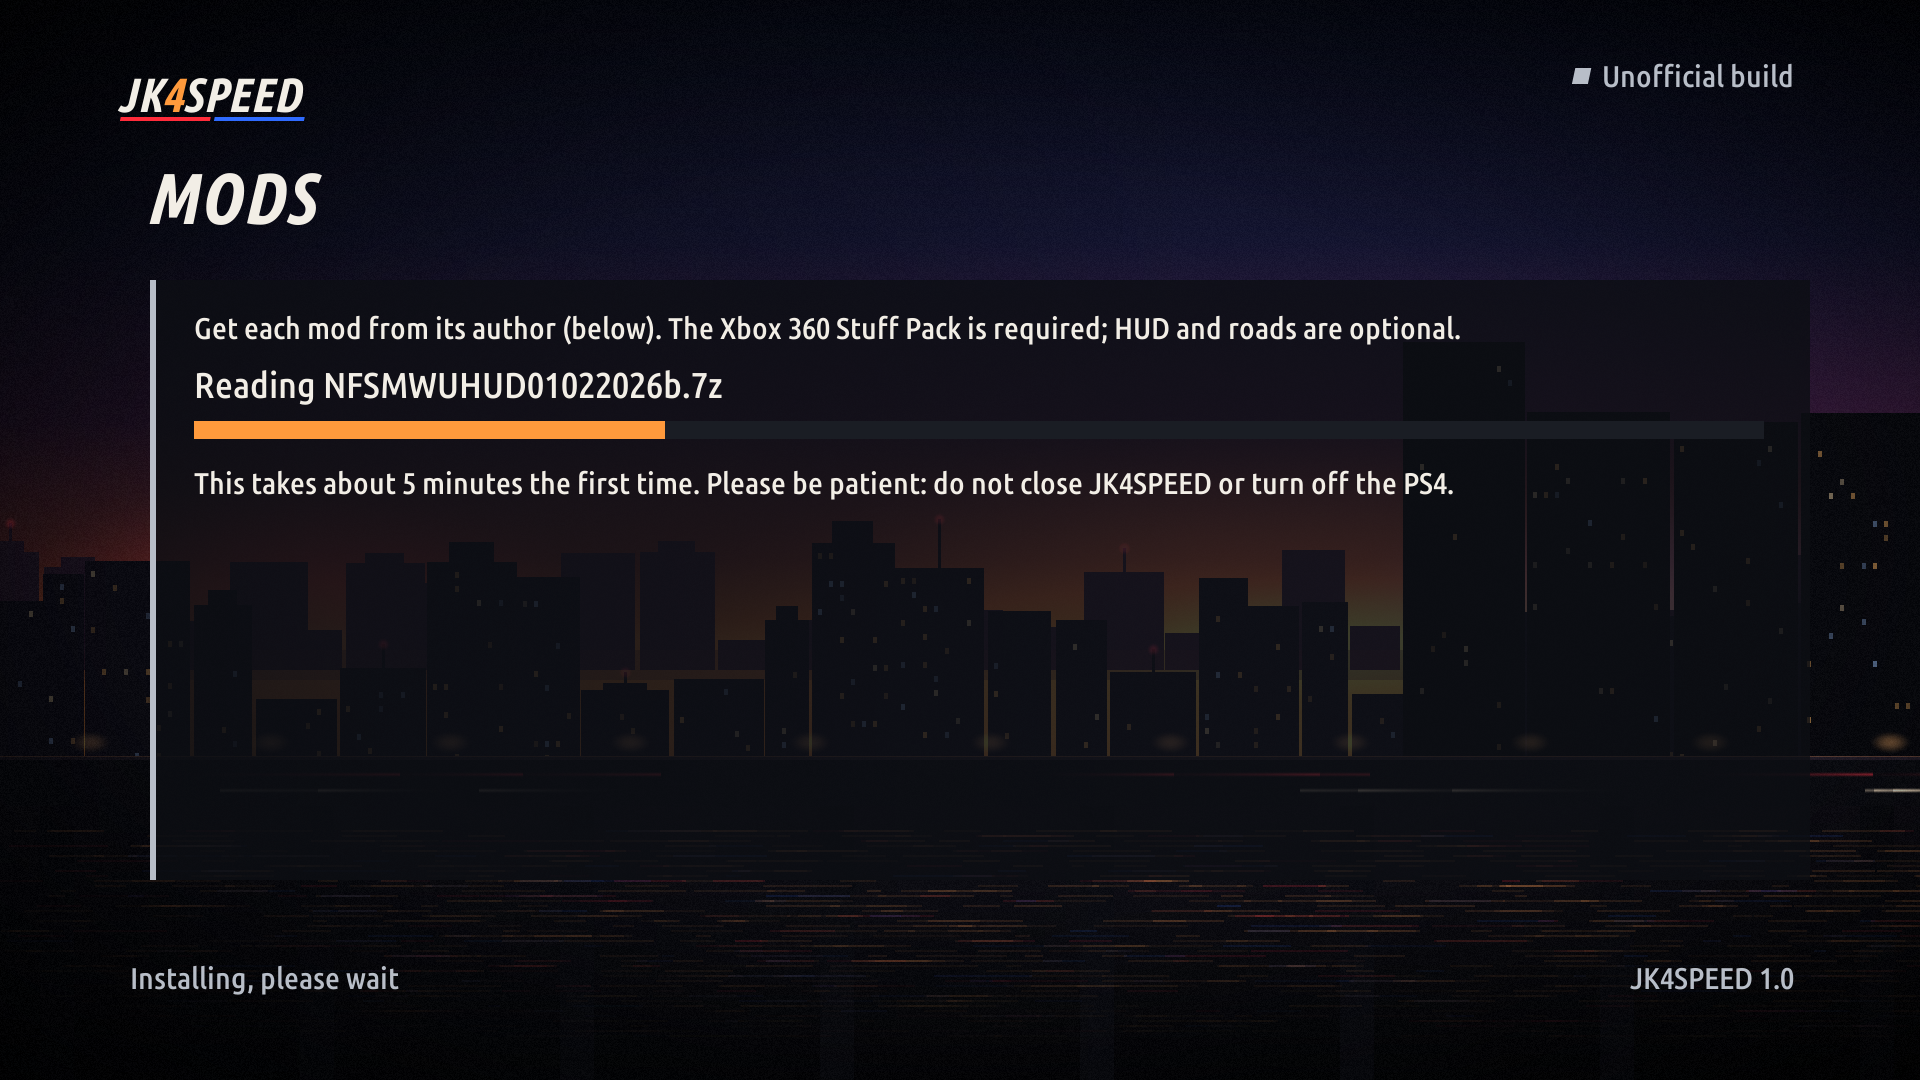 JK4SPEED
Unofficial build
MODS
Get each mod from its author (below). The Xbox 360 Stuff Pack is required; HUD and roads are optional.
Reading NFSMWUHUD01022026b.7z
This takes about 5 minutes the first time. Please be patient: do not close JK4SPEED or turn off the PS4.
Installing, please wait
JK4SPEED 1.0